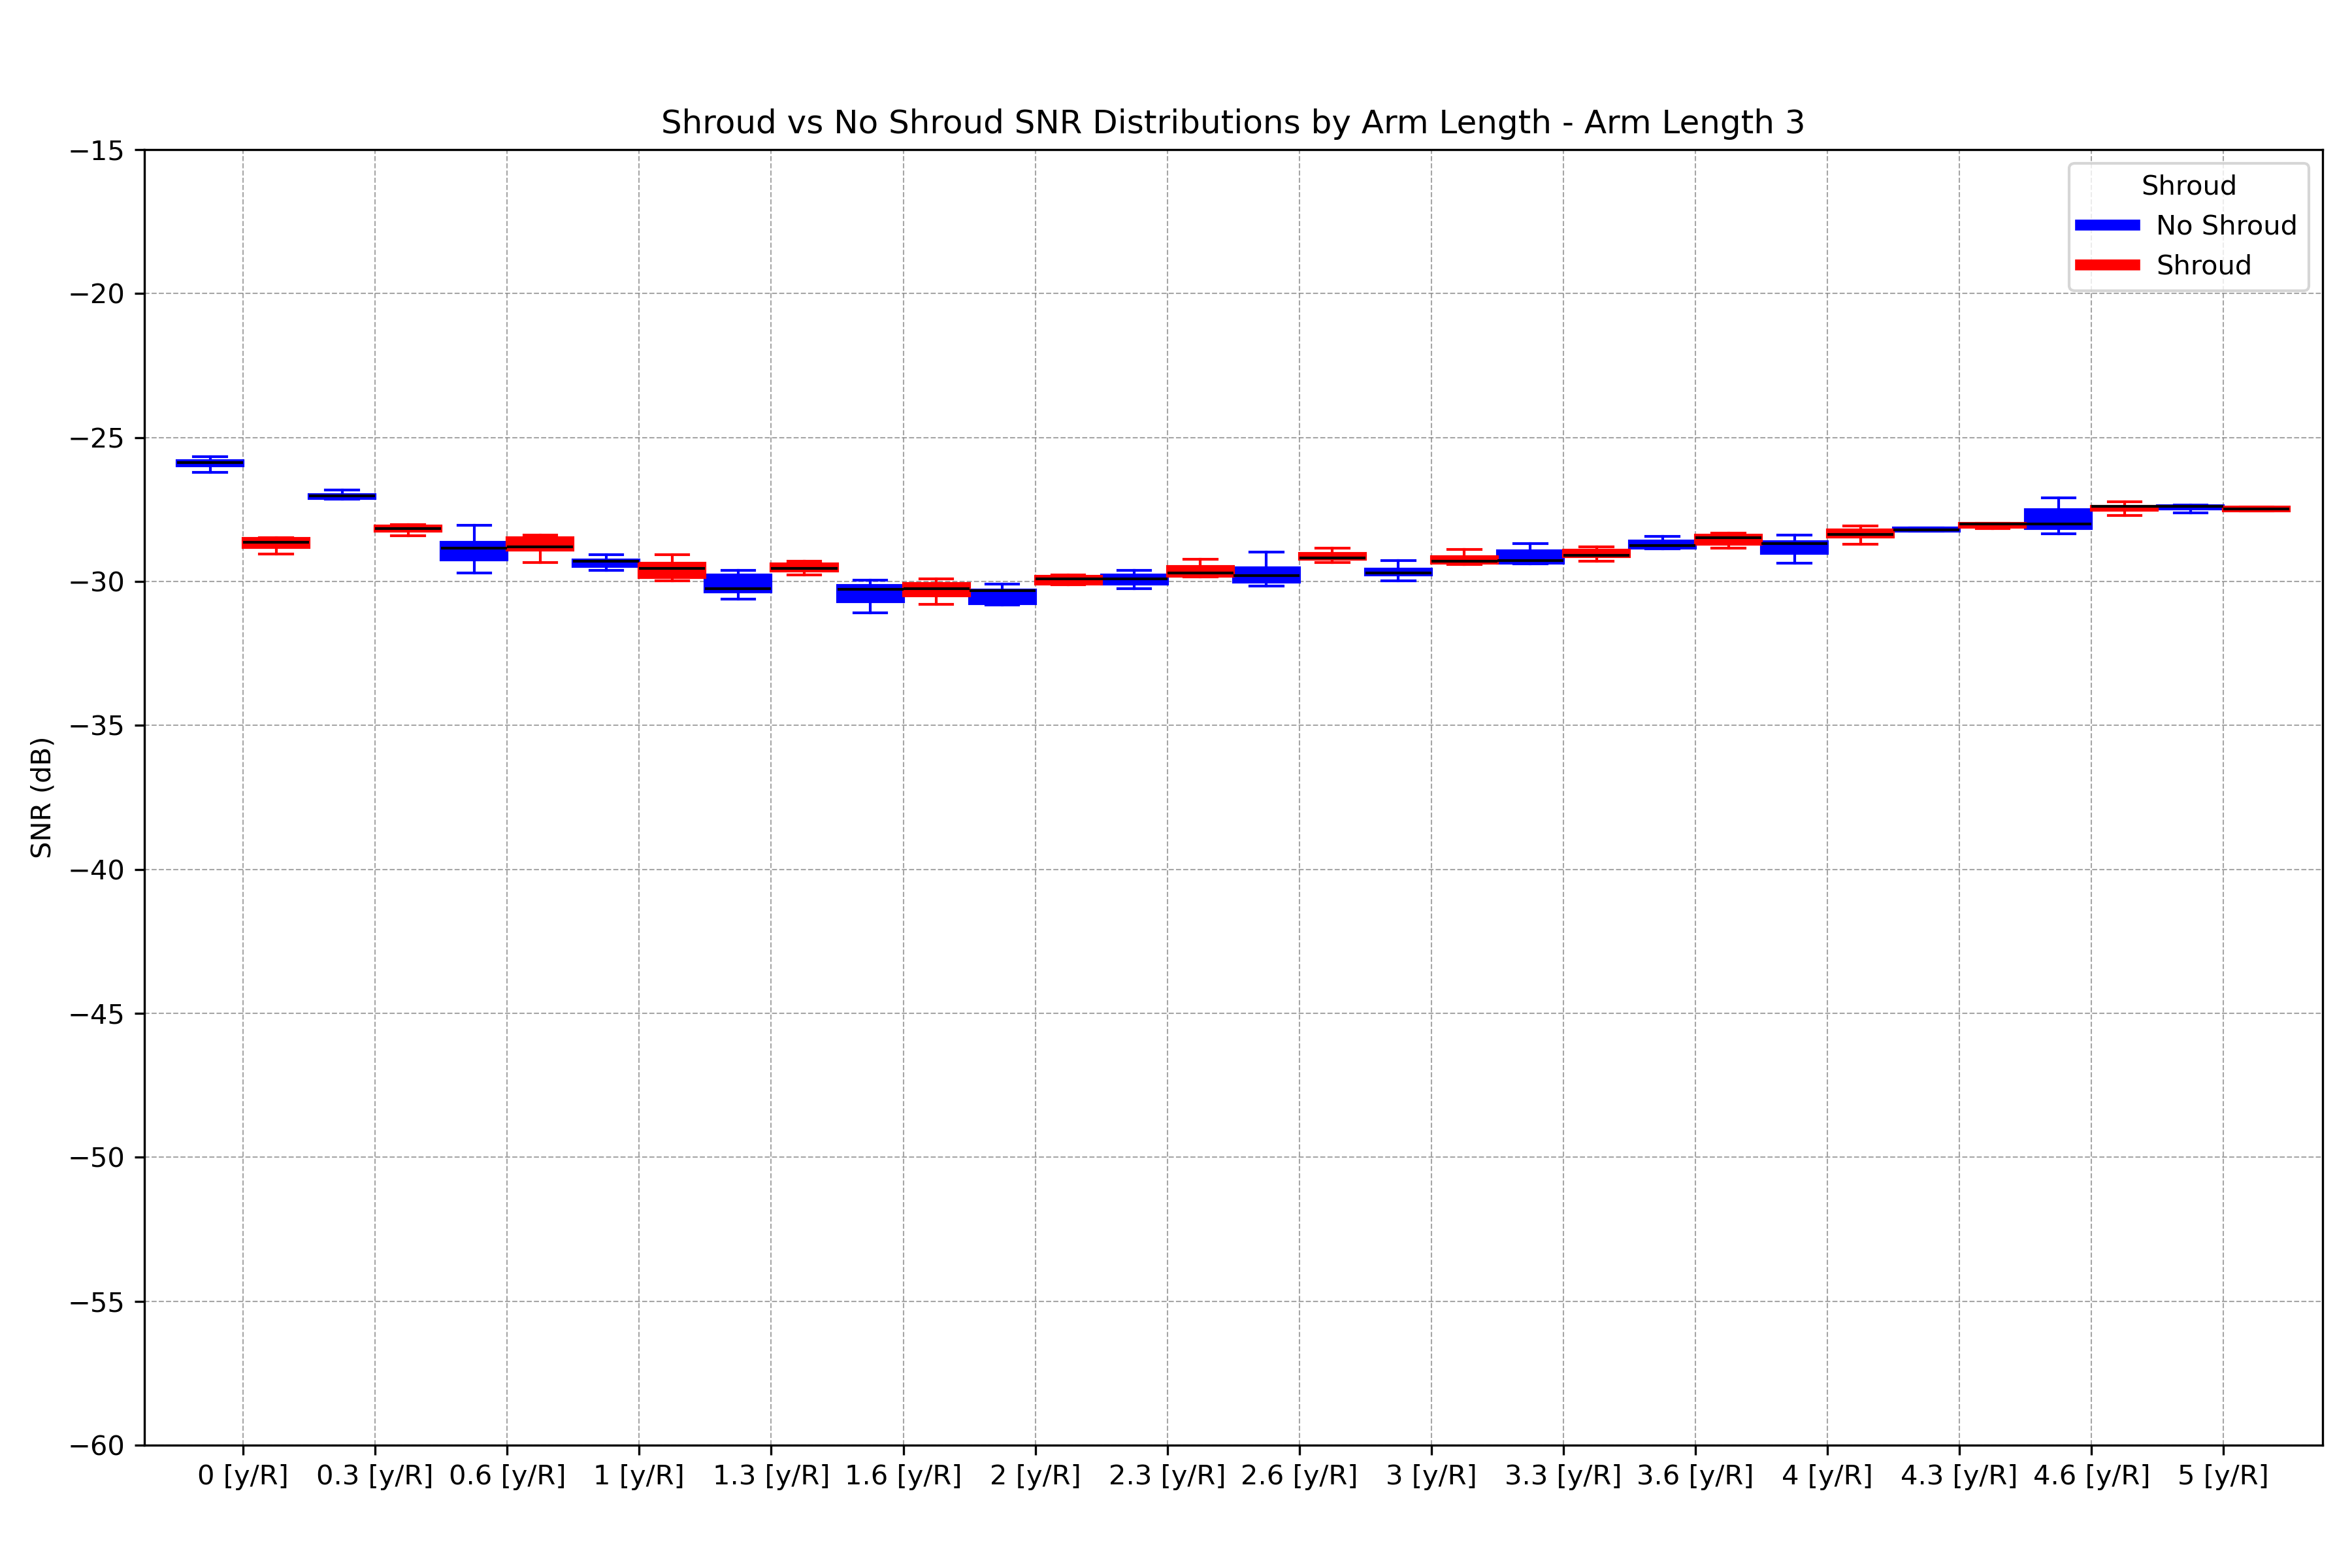 Shroud vs No Shroud SNR Distributions by Arm Length - Arm Length 3
−15
−20
−25
−30
−35
−40
−45
−50
−55
−60
SNR (dB)
Shroud
No Shroud
Shroud
0 [y/R] 0.3 [y/R] 0.6 [y/R] 1 [y/R] 1.3 [y/R] 1.6 [y/R] 2 [y/R] 2.3 [y/R] 2.6 [y/R] 3 [y/R] 3.3 [y/R] 3.6 [y/R] 4 [y/R] 4.3 [y/R] 4.6 [y/R] 5 [y/R]